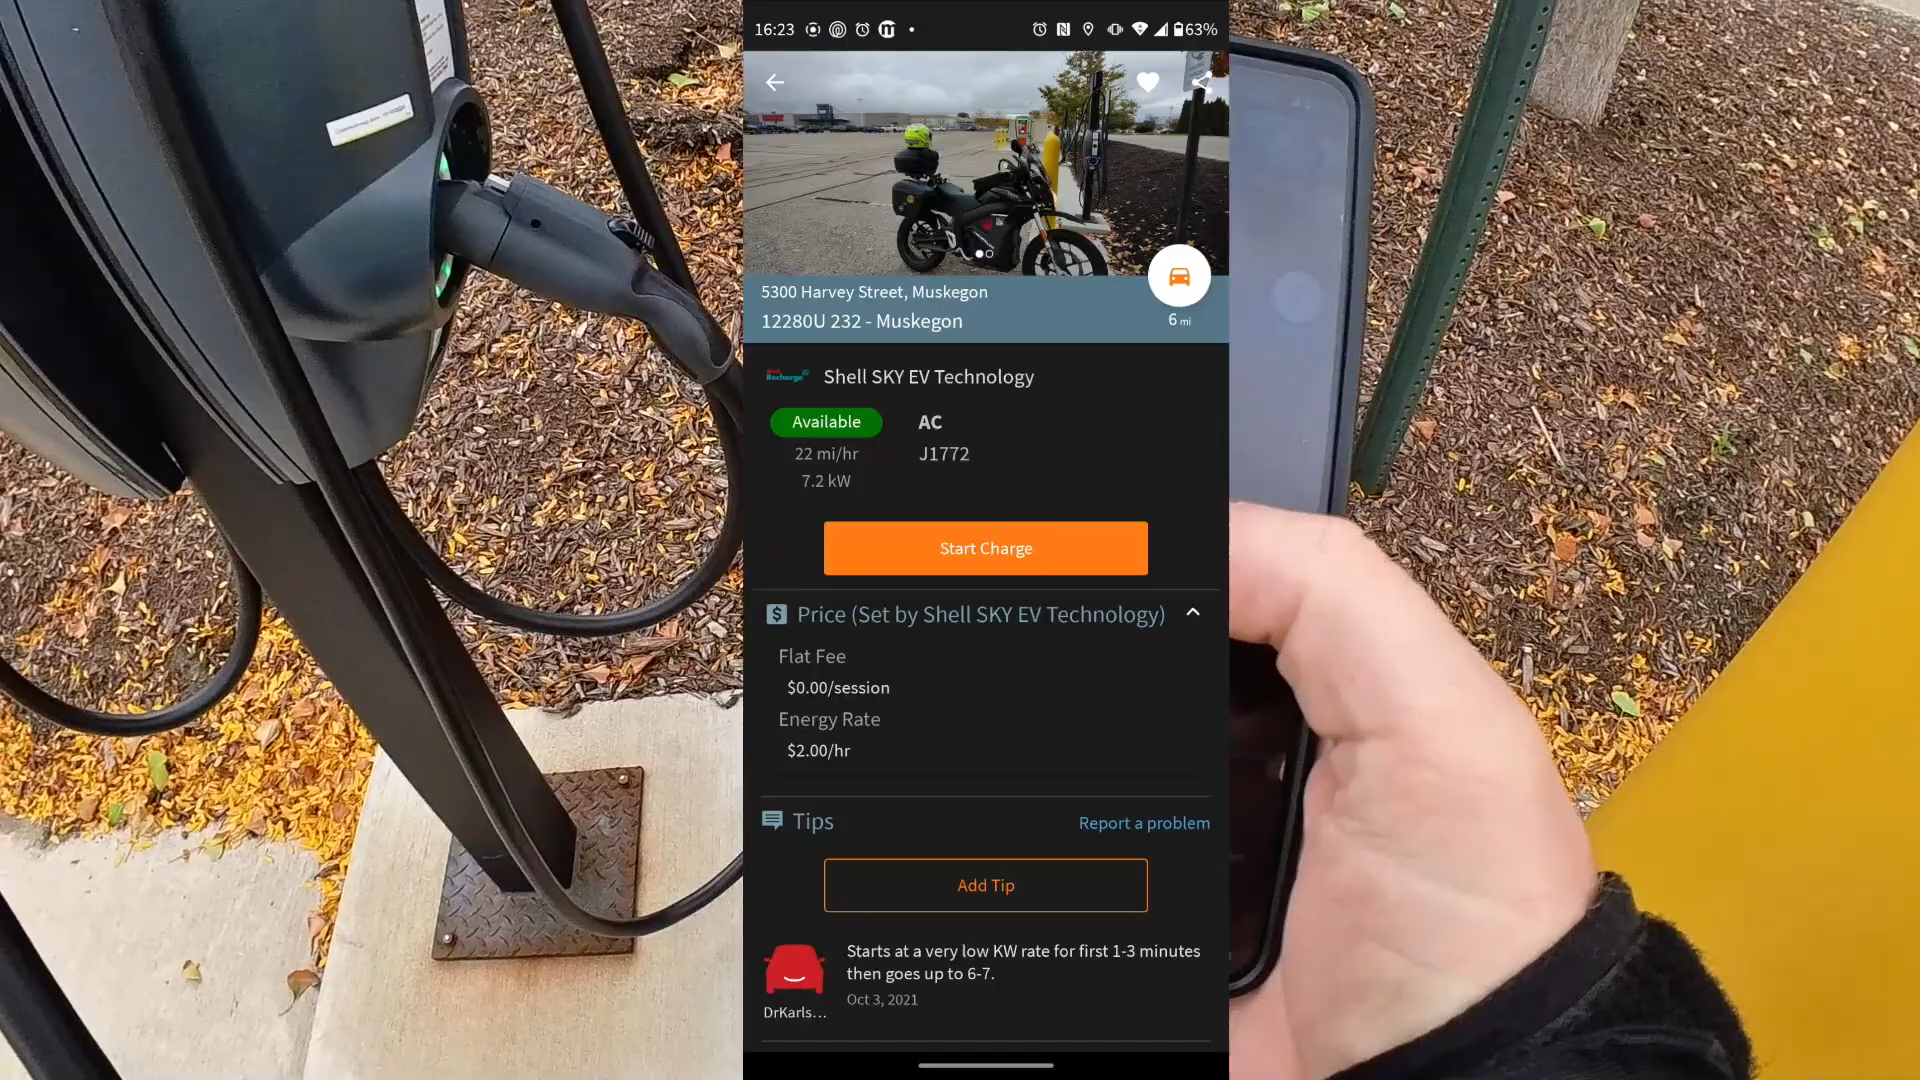 16:23
63%
5300 Harvey Street, Muskegon
12280U 232 - Muskegon
6 mi
Shell
Recharge
Shell SKY EV Technology
Available
AC
22 mi/hr
J1772
7.2 kW
Start Charge
Price (Set by Shell SKY EV Technology)
Flat Fee
$0.00/session
Energy Rate
$2.00/hr
Tips
Report a problem
Add Tip
Starts at a very low KW rate for first 1-3 minutes
then goes up to 6-7.
Oct 3, 2021
DrKarls...